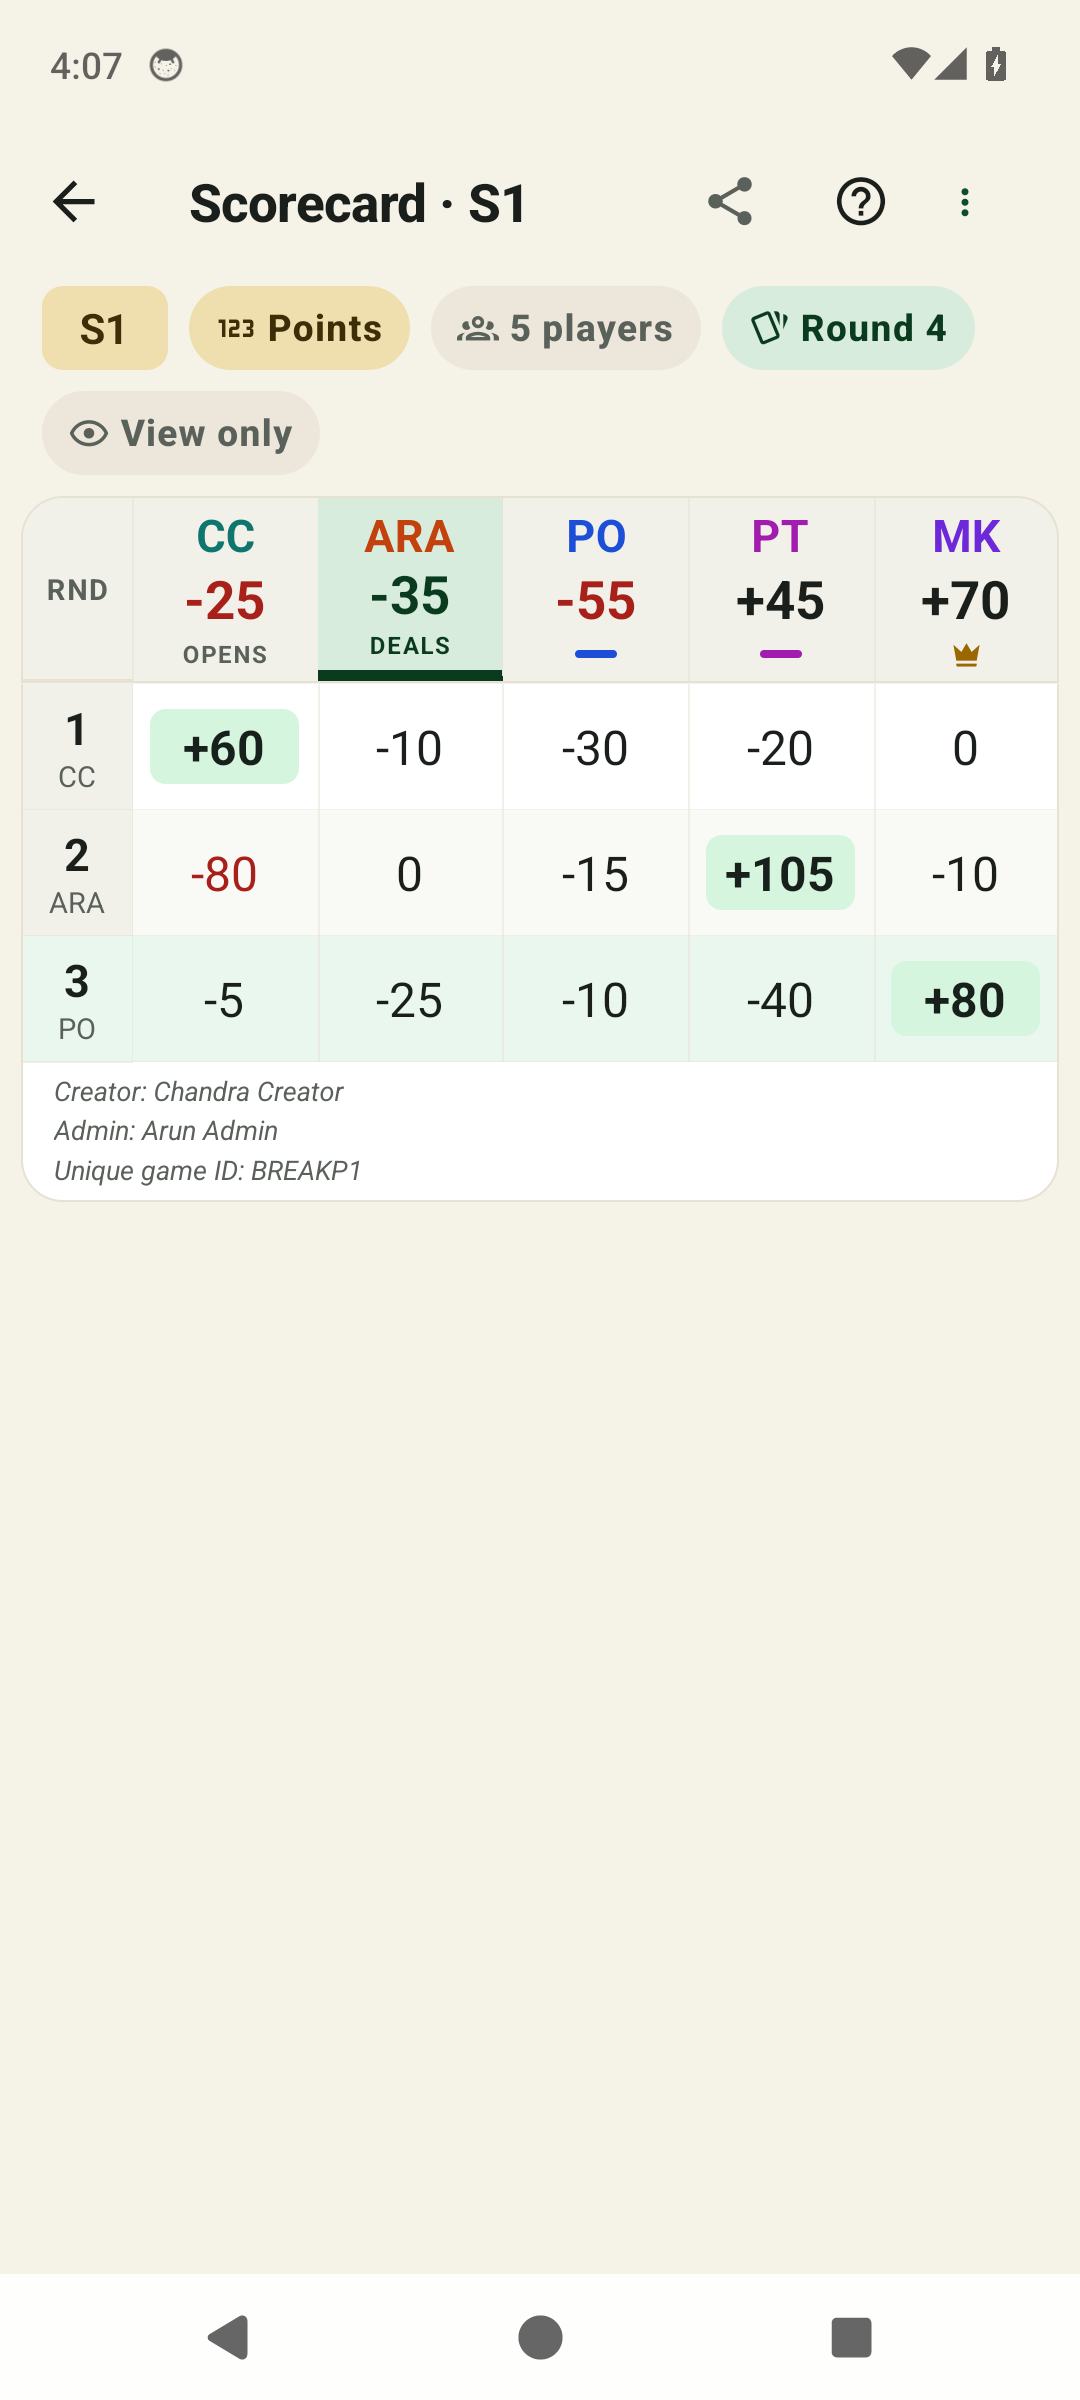 4:07
Scorecard · S1
S1
123 Points
5 players
Round 4
View only
RND CC ARA PO PT MK
-25 -35 -55 +45 +70
OPENS DEALS
1 +60 -10 -30 -20 0
CC
2 -80 0 -15 +105 -10
ARA
3 -5 -25 -10 -40 +80
PO
Creator: Chandra Creator
Admin: Arun Admin
Unique game ID: BREAKP1